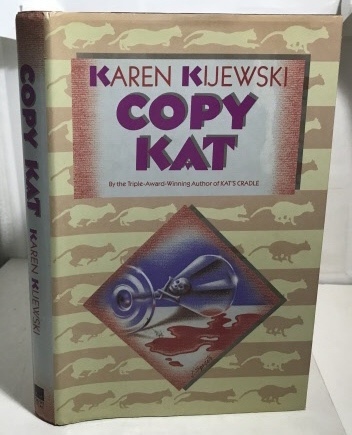 KAREN KIJEWSKI
COPY
KAT
By the Triple-Award-Winning Author of KAT'S CRADLE
COPY KAT KAREN KIJEWSKI